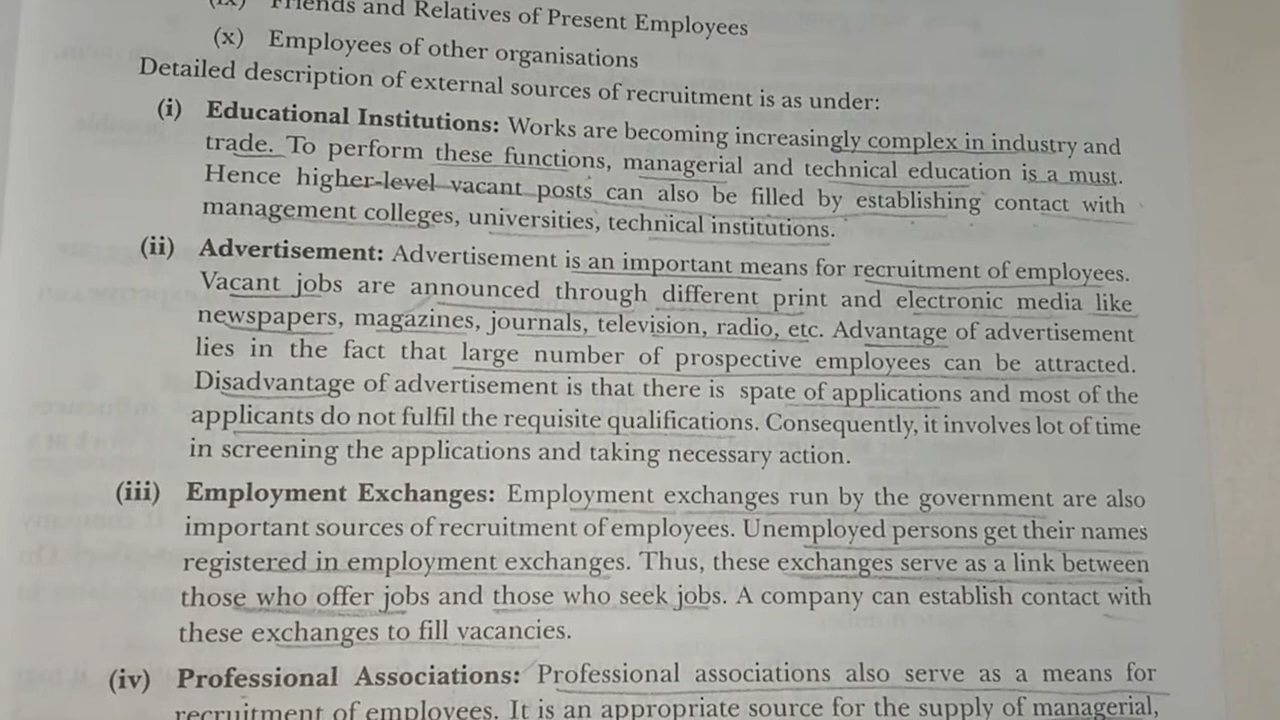 (ix) Friends and Relatives of Present Employees
(x) Employees of other organisations
Detailed description of external sources of recruitment is as under:
(i) Educational Institutions: Works are becoming increasingly complex in industry and
trade. To perform these functions, managerial and technical education is a must.
Hence higher-level vacant posts can also be filled by establishing contact with
management colleges, universities, technical institutions.
(ii) Advertisement: Advertisement is an important means for recruitment of employees.
Vacant jobs are announced through different print and electronic media like
newspapers, magazines, journals, television, radio, etc. Advantage of advertisement
lies in the fact that large number of prospective employees can be attracted.
Disadvantage of advertisement is that there is spate of applications and most of the
applicants do not fulfil the requisite qualifications. Consequently, it involves lot of time
in screening the applications and taking necessary action.
(iii) Employment Exchanges: Employment exchanges run by the government are also
important sources of recruitment of employees. Unemployed persons get their names
registered in employment exchanges. Thus, these exchanges serve as a link between
those who offer jobs and those who seek jobs. A company can establish contact with
these exchanges to fill vacancies.
(iv) Professional Associations: Professional associations also serve as a means for
recruitment of employees. It is an appropriate source for the supply of managerial,